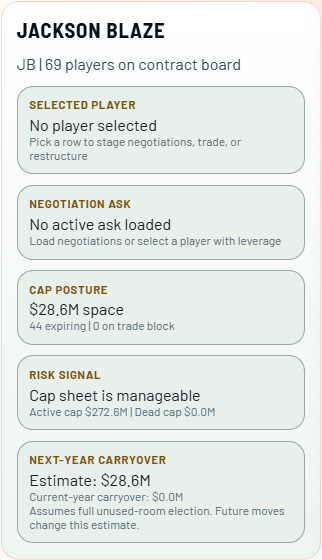 JACKSON BLAZE
JB | 69 players on contract board
SELECTED PLAYER
No player selected
Pick a row to stage negotiations, trade, or
restructure
NEGOTIATION ASK
No active ask loaded
Load negotiations or select a player with leverage
CAP POSTURE
$28.6M space
44 expiring | 0 on trade block
RISK SIGNAL
Cap sheet is manageable
Active cap $272.6M | Dead cap $0.0M
NEXT-YEAR CARRYOVER
Estimate: $28.6M
Current-year carryover: $0.0M
Assumes full unused-room election. Future moves
change this estimate.